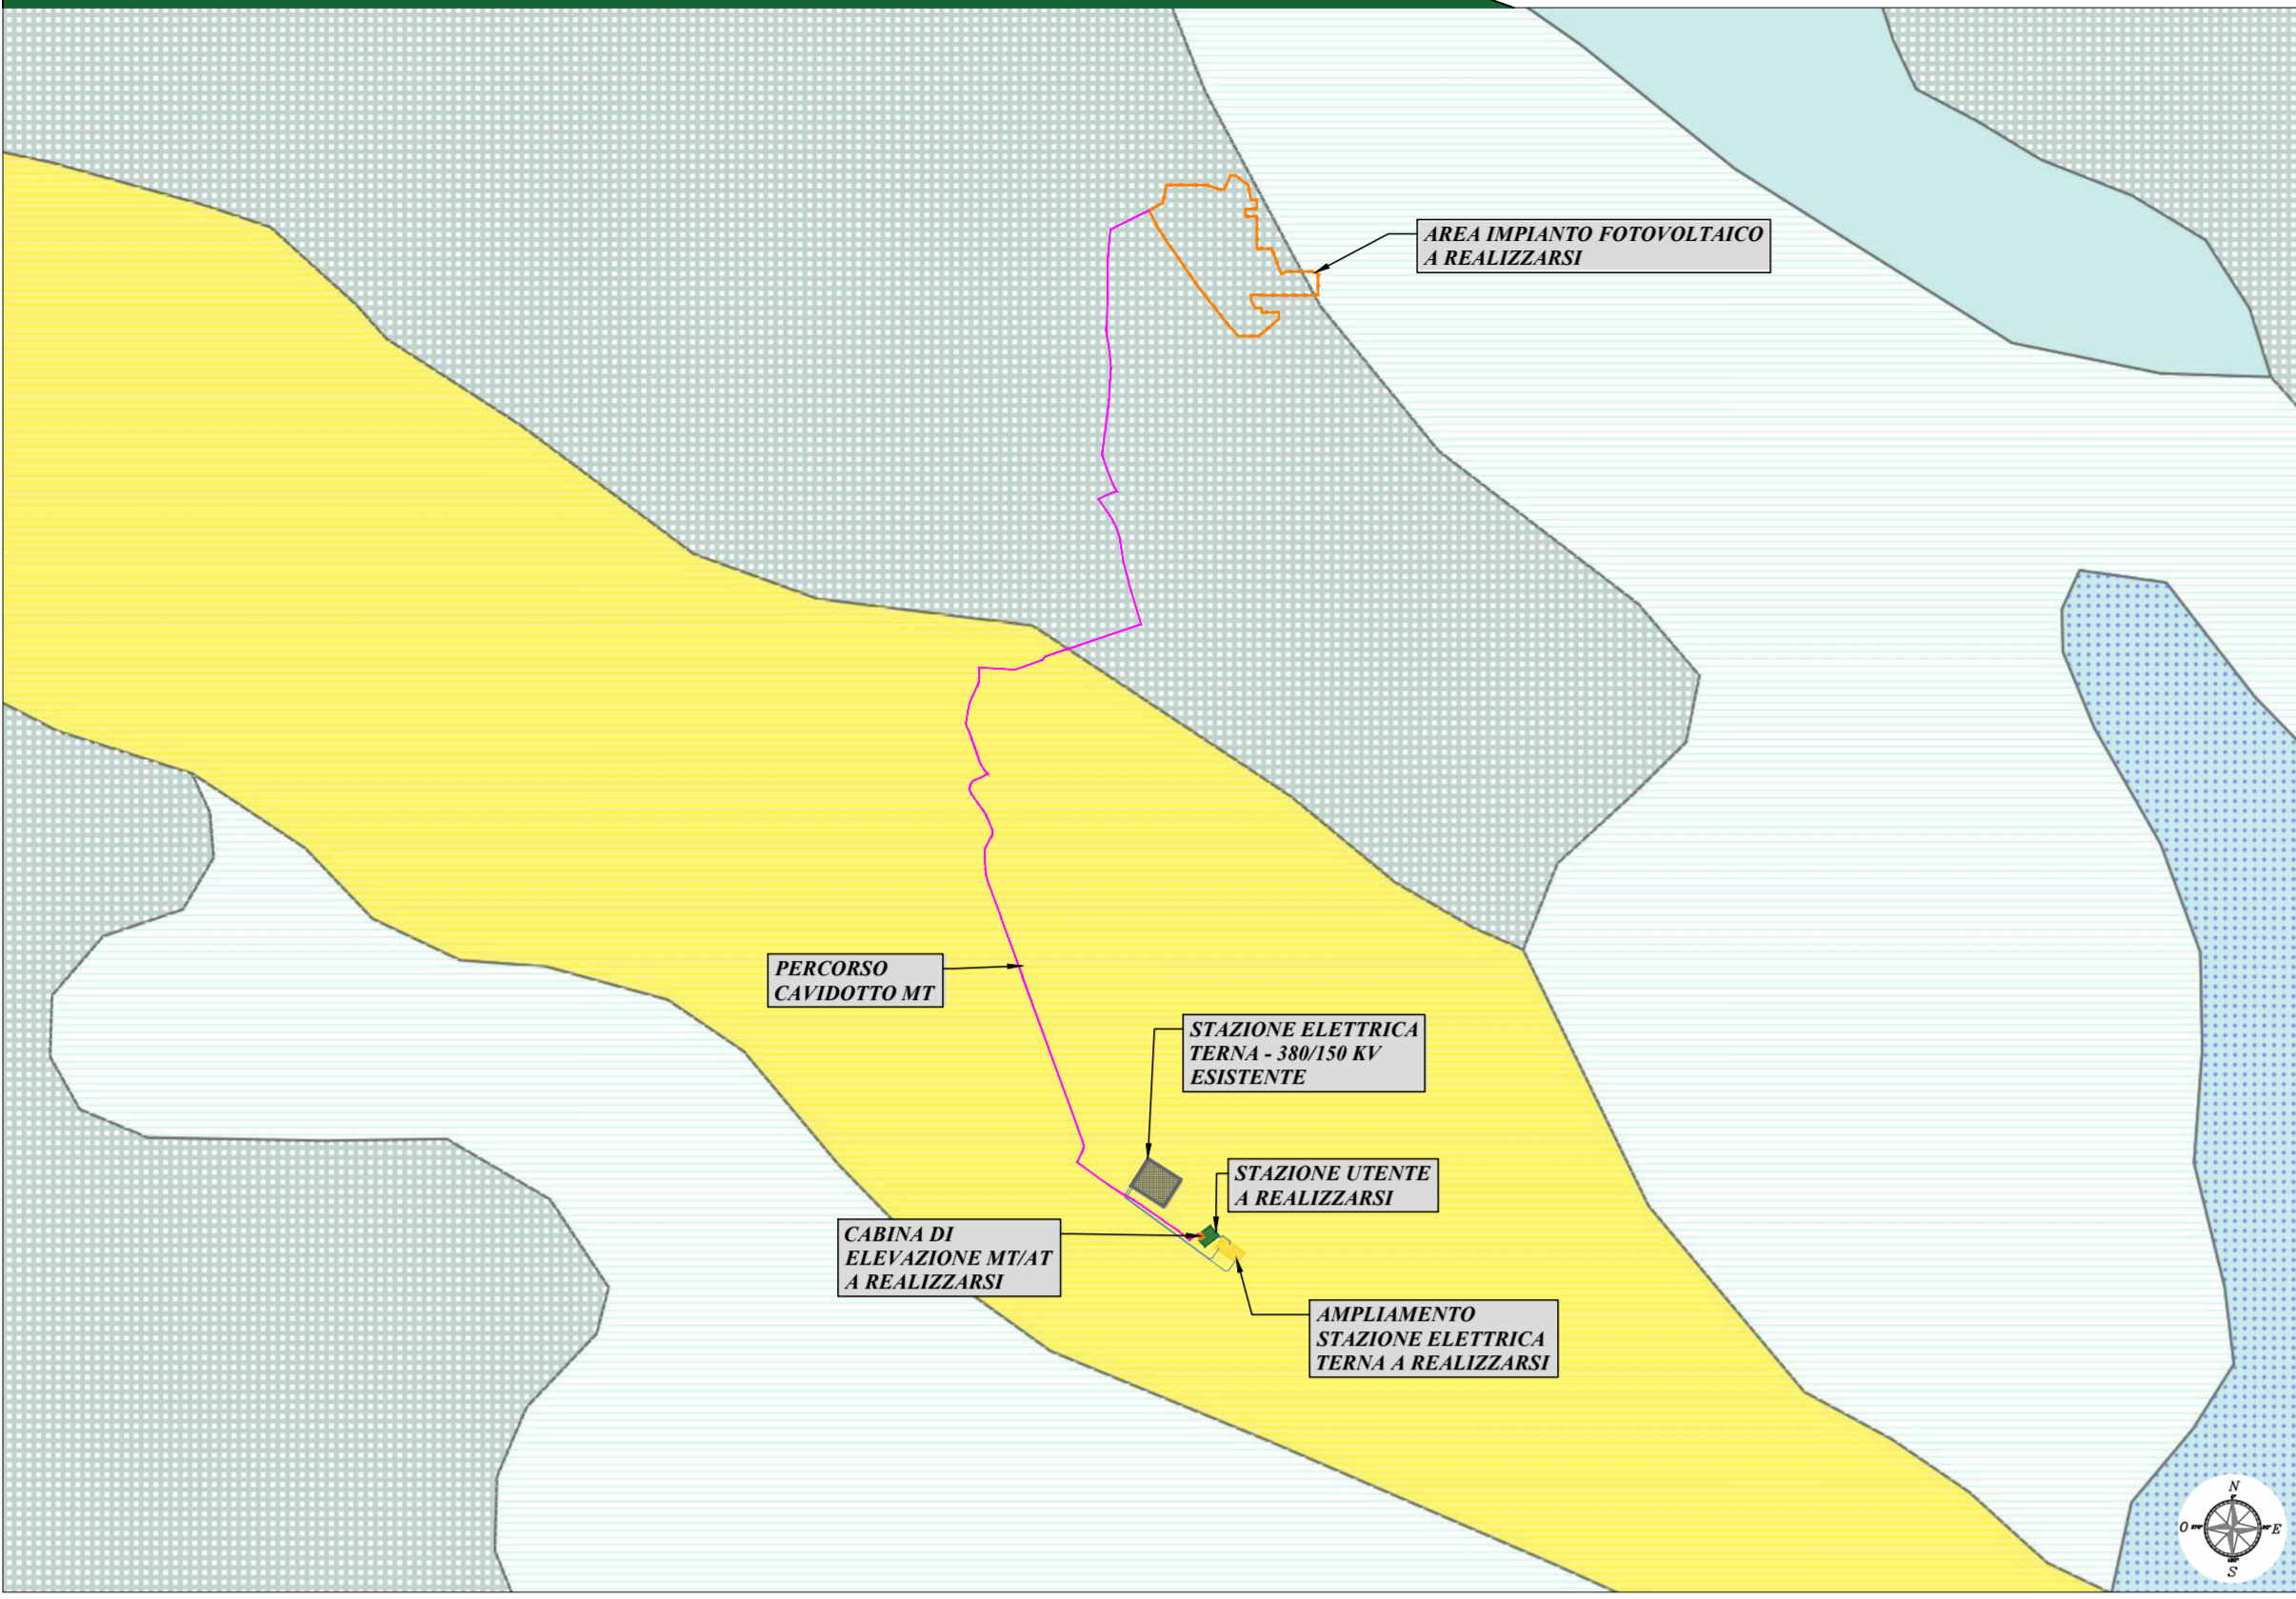 AREA IMPIANTO FOTOVOLTAICO
A REALIZZARSI
PERCORSO
CAVIDOTTO MT
STAZIONE ELETTRICA
TERNA - 380/150 KV
ESISTENTE
STAZIONE UTENTE
A REALIZZARSI
CABINA DI
ELEVAZIONE MT/AT
A REALIZZARSI
AMPLIAMENTO
STAZIONE ELETTRICA
TERNA A REALIZZARSI
N
O
E
S